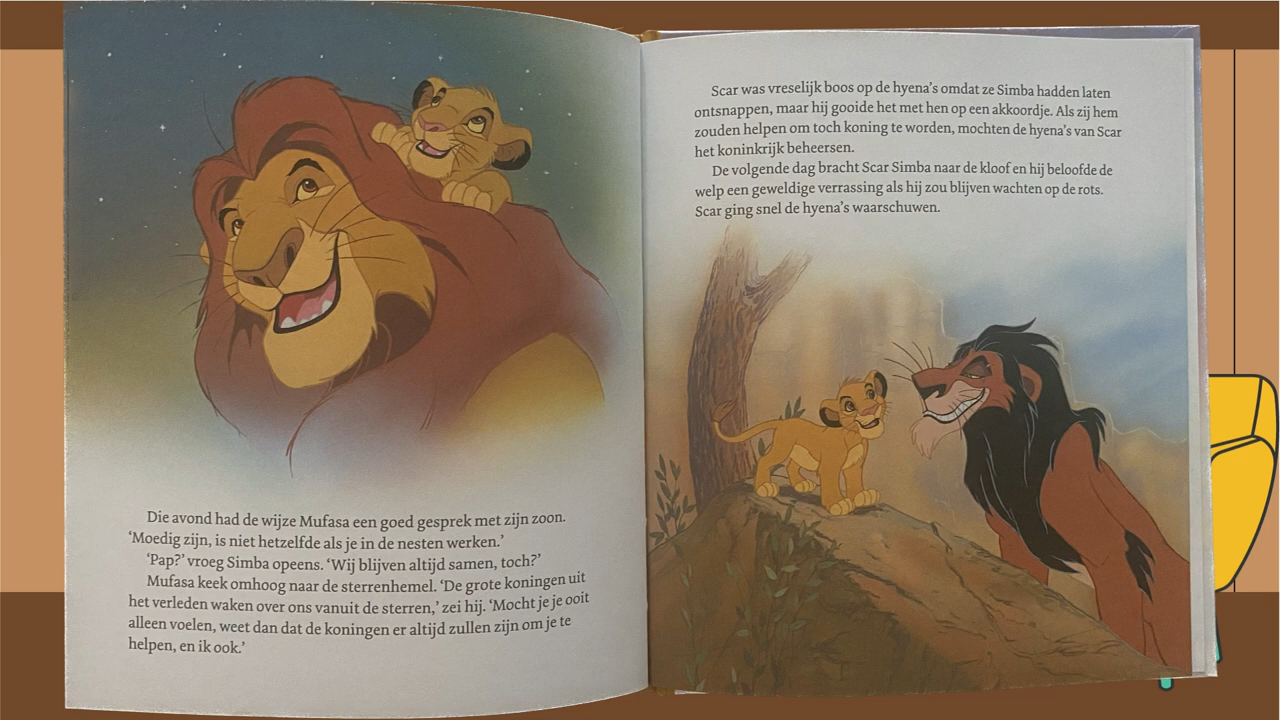 Die avond had de wijze Mufasa een goed gesprek met zijn zoon.
‘Moedig zijn, is niet hetzelfde als je in de nesten werken.’
‘Pap?’ vroeg Simba opeens. ‘Wij blijven altijd samen, toch?’
Mufasa keek omhoog naar de sterrenhemel. ‘De grote koningen uit
het verleden waken over ons vanuit de sterren,’ zei hij. ‘Mocht je je ooit
alleen voelen, weet dan dat de koningen er altijd zullen zijn om je te
helpen, en ik ook.’
Scar was vreselijk boos op de hyena’s omdat ze Simba hadden laten
ontsnappen, maar hij gooide het met hen op een akkoordje. Als zij hem
zouden helpen om toch koning te worden, mochten de hyena’s van Scar
het koninkrijk beheersen.
De volgende dag bracht Scar Simba naar de kloof en hij beloofde de
welp een geweldige verrassing als hij zou blijven wachten op de rots.
Scar ging snel de hyena’s waarschuwen.